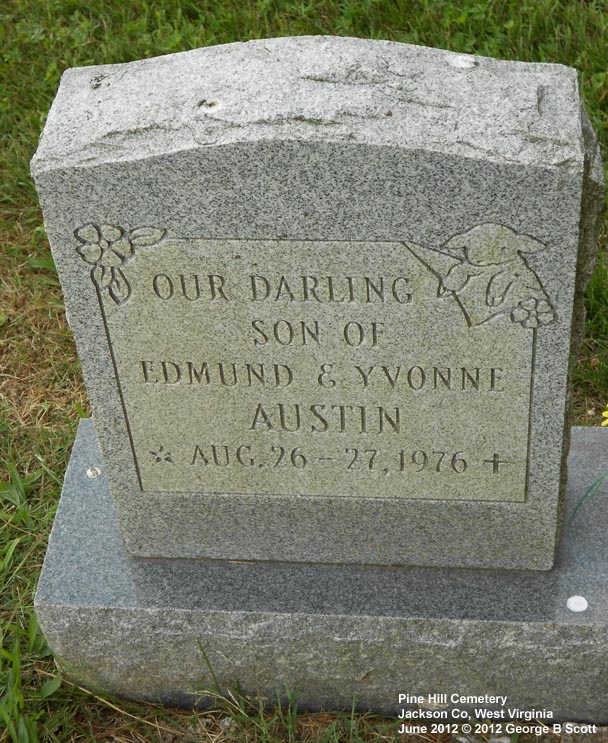 OUR DARLING
SON OF
EDMUND & YVONNE
AUSTIN
AUG. 26 - 27, 1976
Pine Hill Cemetery
Jackson Co, West Virginia
June 2012 © 2012 George B Scott